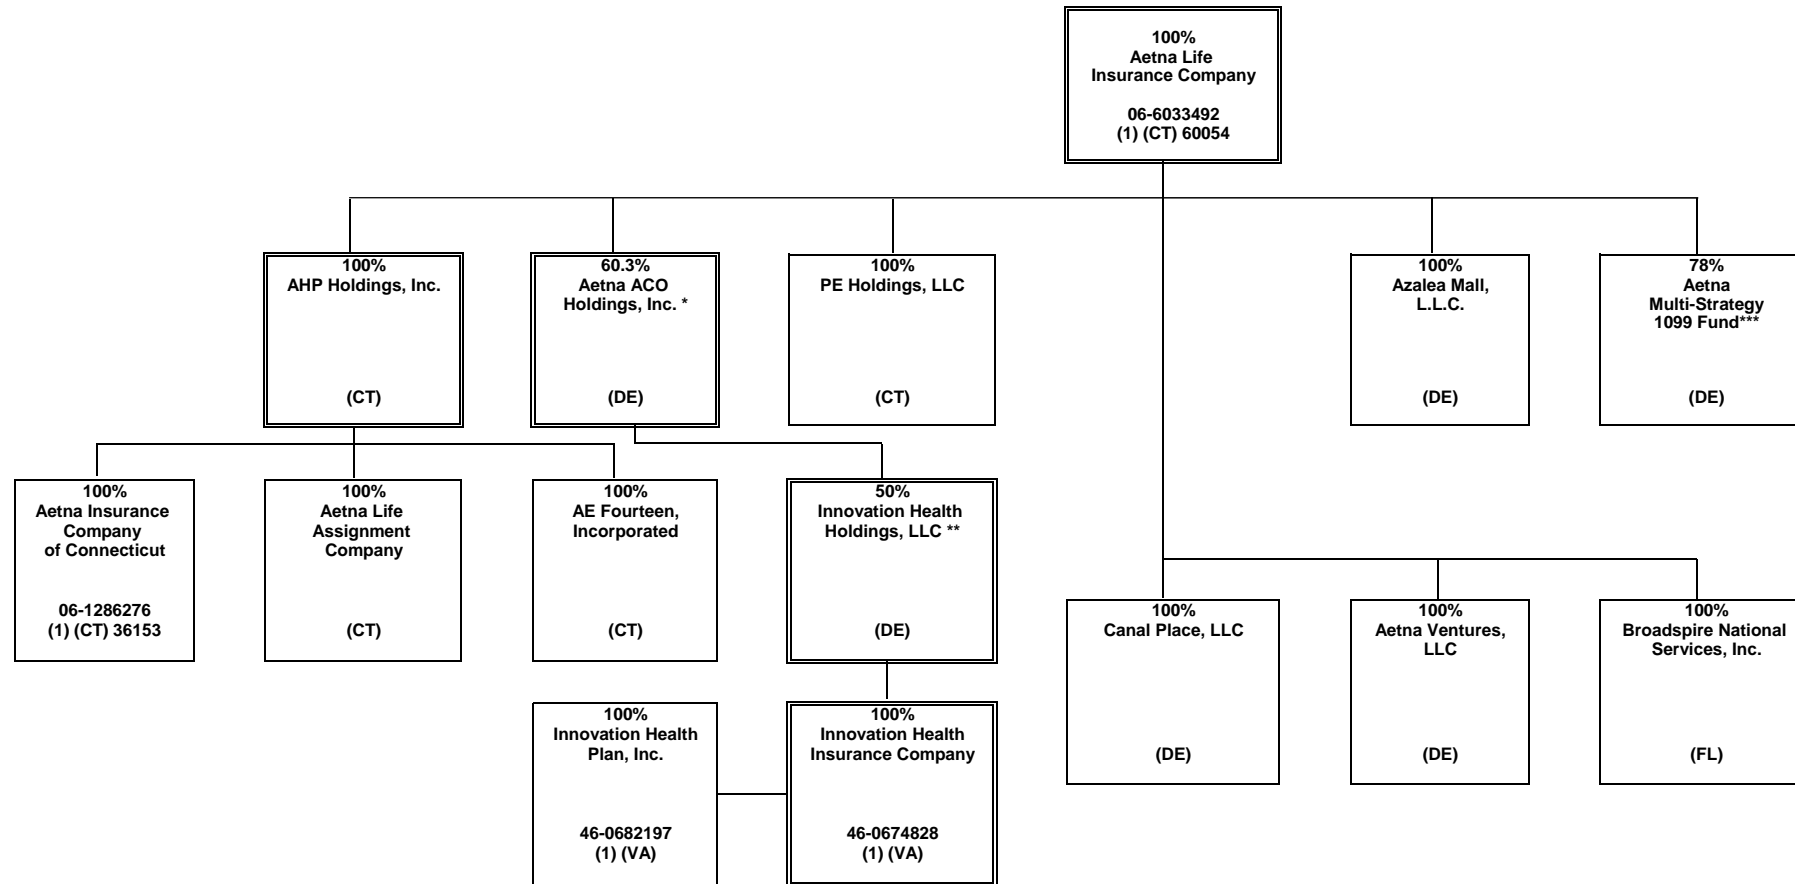 100%
Aetna Life
Insurance Company
06-6033492
(1) (CT) 60054
100%
AHP Holdings, Inc.
(CT)
60.3%
Aetna ACO
Holdings, Inc. *
(DE)
100%
PE Holdings, LLC
(CT)
100%
Azalea Mall,
L.L.C.
(DE)
78%
Aetna
Multi-Strategy
1099 Fund***
(DE)
100%
Aetna Insurance
Company
of Connecticut
06-1286276
(1) (CT) 36153
100%
Aetna Life
Assignment
Company
(CT)
100%
AE Fourteen,
Incorporated
(CT)
50%
Innovation Health
Holdings, LLC **
(DE)
100%
Canal Place, LLC
(DE)
100%
Aetna Ventures,
LLC
(DE)
100%
Broadspire National
Services, Inc.
(FL)
100%
Innovation Health
Plan, Inc.
46-0682197
(1) (VA)
100%
Innovation Health
Insurance Company
46-0674828
(1) (VA)